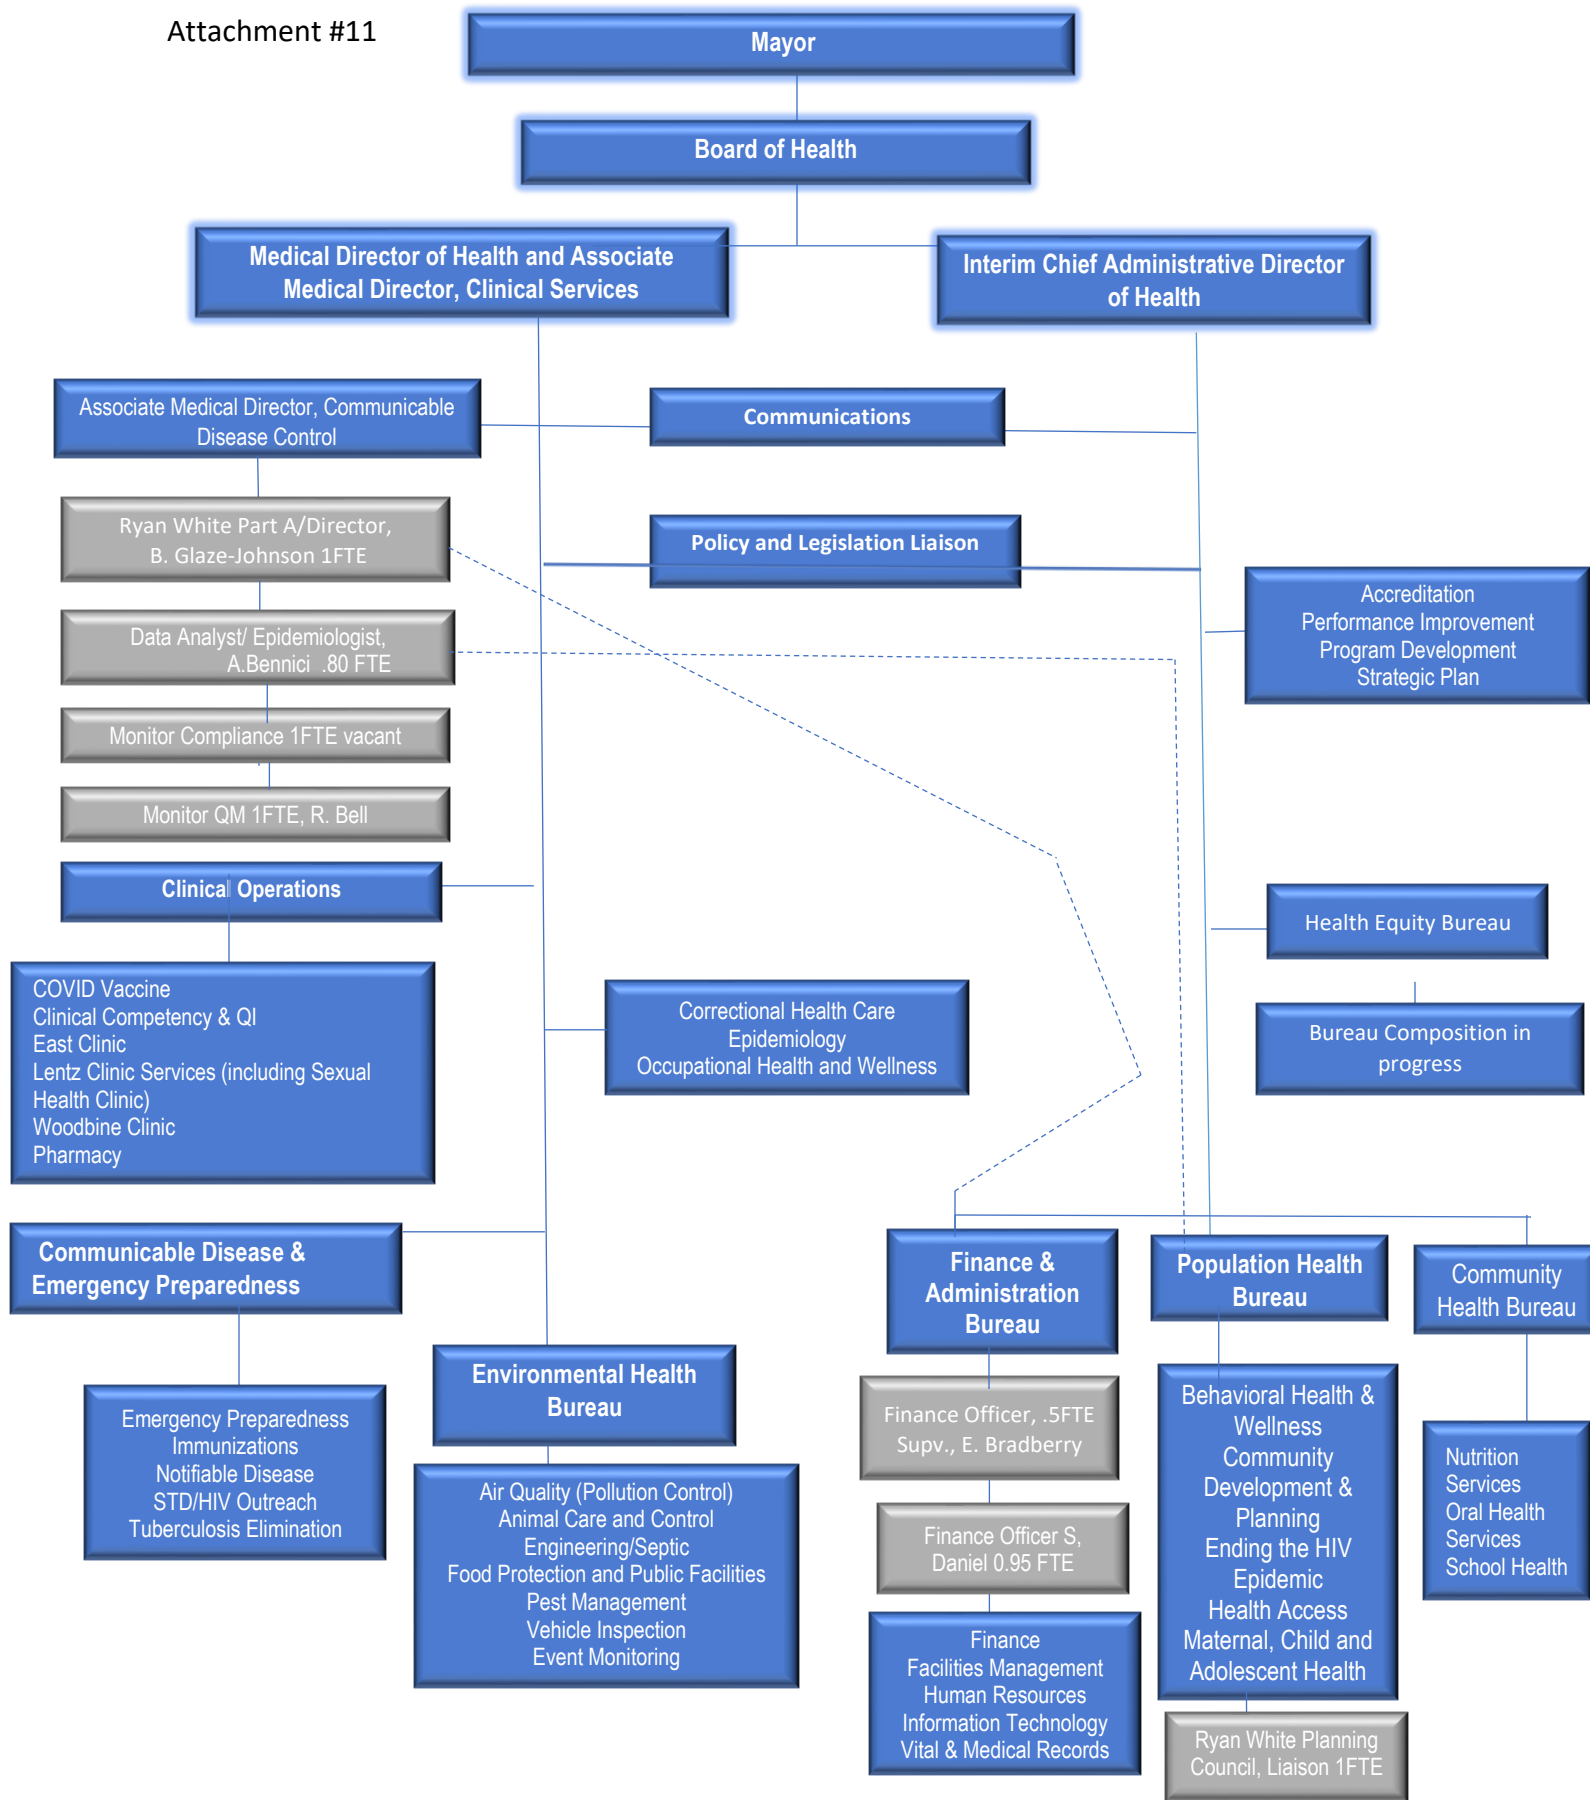 Attachment #11
Mayor
Board of Health
Medical Director of Health and Associate
Medical Director, Clinical Services
Interim Chief Administrative Director
of Health
Associate Medical Director, Communicable
Disease Control
Communications
Ryan White Part A/Director,
B. Glaze-Johnson 1FTE
Policy and Legislation Liaison
Accreditation
Performance Improvement
Program Development
Strategic Plan
Data Analyst/ Epidemiologist,
A.Bennici .80 FTE
Monitor Compliance 1FTE vacant
Monitor QM 1FTE, R. Bell
Clinical Operations
Health Equity Bureau
COVID Vaccine
Clinical Competency & QI
East Clinic
Lentz Clinic Services (including Sexual
Health Clinic)
Woodbine Clinic
Pharmacy
Correctional Health Care
Epidemiology
Occupational Health and Wellness
Bureau Composition in
progress
Communicable Disease &
Emergency Preparedness
Finance &
Administration
Bureau
Population Health
Bureau
Community
Health Bureau
Emergency Preparedness
Immunizations
Notifiable Disease
STD/HIV Outreach
Tuberculosis Elimination
Environmental Health
Bureau
Air Quality (Pollution Control)
Animal Care and Control
Engineering/Septic
Food Protection and Public Facilities
Pest Management
Vehicle Inspection
Event Monitoring
Finance Officer, .5FTE
Supv., E. Bradberry
Finance Officer S,
Daniel 0.95 FTE
Finance
Facilities Management
Human Resources
Information Technology
Vital & Medical Records
Behavioral Health &
Wellness
Community
Development &
Planning
Ending the HIV
Epidemic
Health Access
Maternal, Child and
Adolescent Health
Ryan White Planning
Council, Liaison 1FTE
Nutrition
Services
Oral Health
Services
School Health